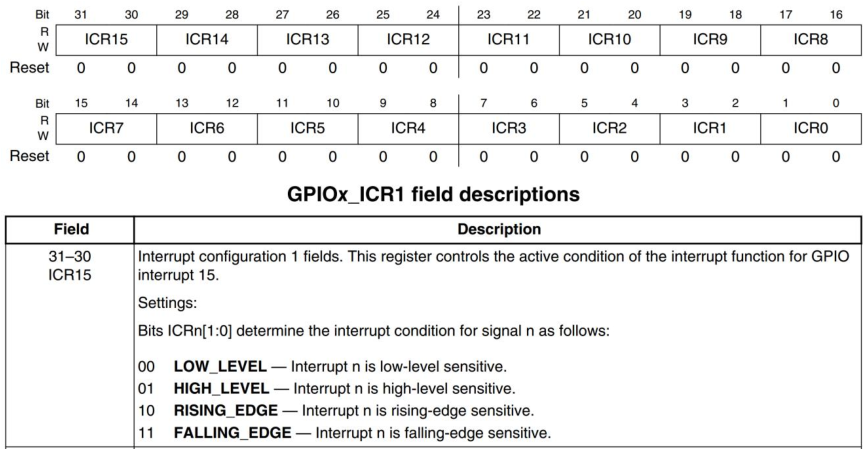 Bit 31 30 29 28 27 26 25 24 23 22 21 20 19 18 17 16
R
W
ICR15 ICR14 ICR13 ICR12 ICR11 ICR10 ICR9 ICR8
Reset 0 0 0 0 0 0 0 0 0 0 0 0 0 0 0 0
Bit 15 14 13 12 11 10 9 8 7 6 5 4 3 2 1 0
R
W
ICR7 ICR6 ICR5 ICR4 ICR3 ICR2 ICR1 ICR0
Reset 0 0 0 0 0 0 0 0 0 0 0 0 0 0 0 0
GPIOx_ICR1 field descriptions
Field Description
31–30
ICR15
Interrupt configuration 1 fields. This register controls the active condition of the interrupt function for GPIO
interrupt 15.
Settings:
Bits ICRn[1:0] determine the interrupt condition for signal n as follows:
00 LOW_LEVEL — Interrupt n is low-level sensitive.
01 HIGH_LEVEL — Interrupt n is high-level sensitive.
10 RISING_EDGE — Interrupt n is rising-edge sensitive.
11 FALLING_EDGE — Interrupt n is falling-edge sensitive.